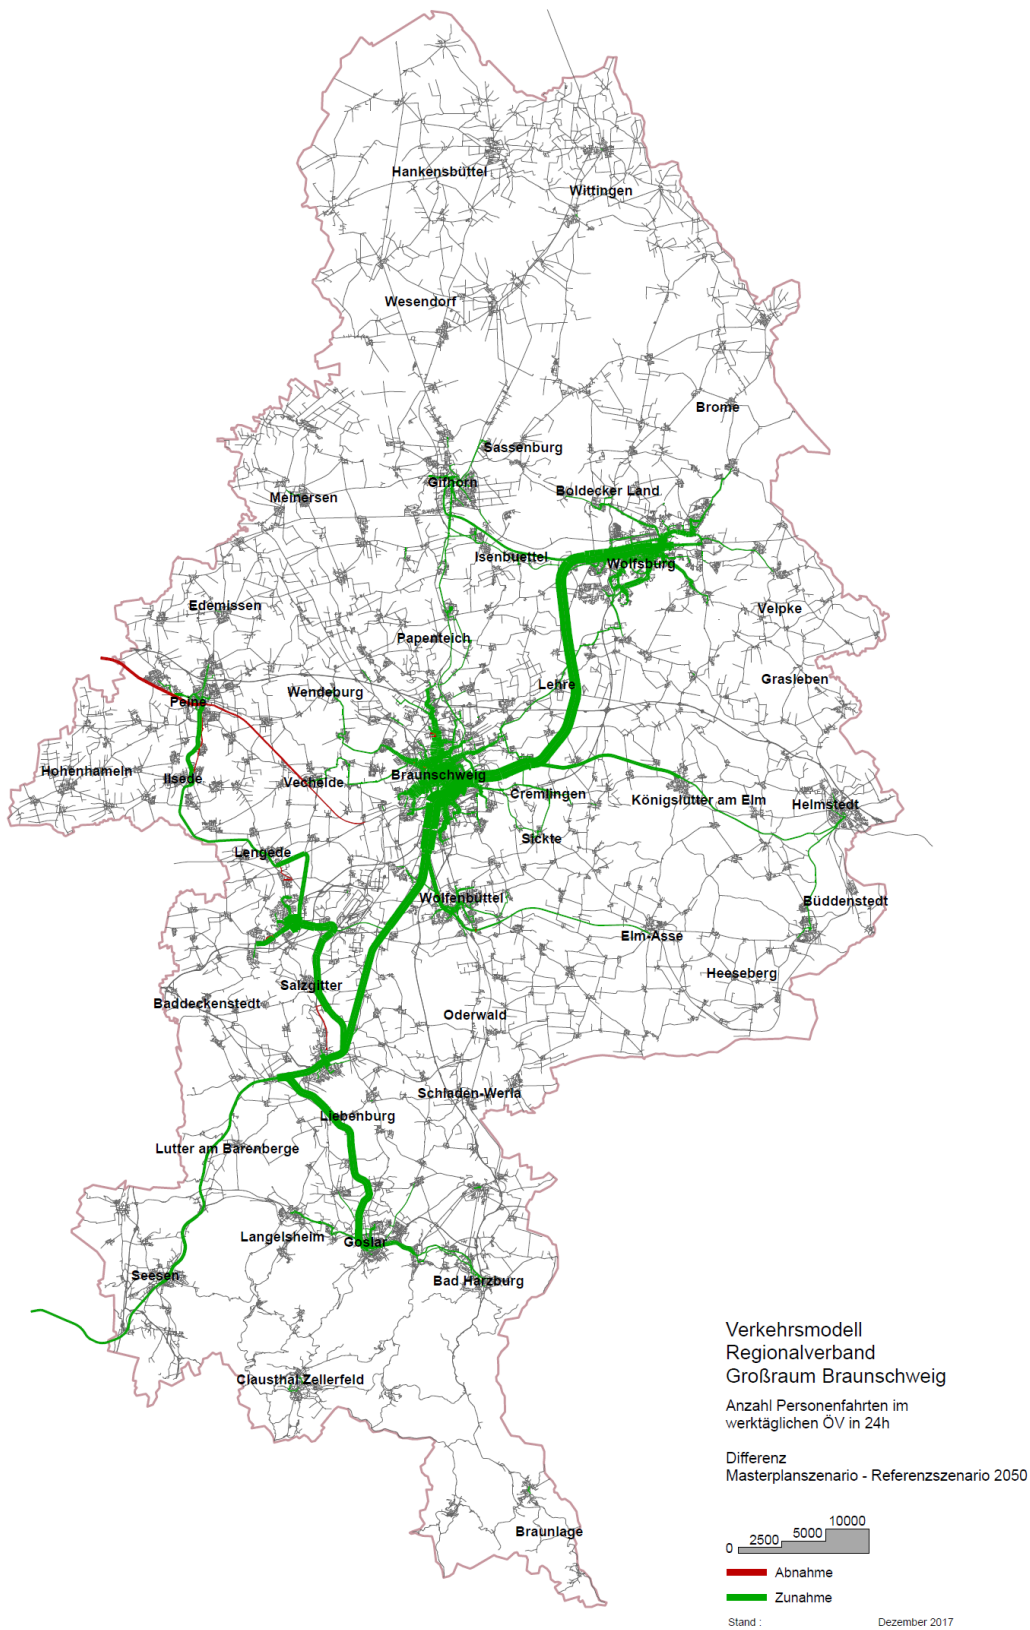 Hankensbüttel
Wittingen
Wesendorf
Brome
Sassenburg
Gifhorn
Boldecker Land
Meinersen
Isenbuettel
Wolfsburg
Edemissen
Velpke
Papenteich
Grasleben
Lehre
Wendeburg
Peine
Hohenhameln
Ilsede
Vechelde
Braunschweig
Cremlingen
Königslutter am Elm
Helmstedt
Sickte
Lengede
Wolfenbüttel
Büddenstedt
Elm-Asse
Heeseberg
Salzgitter
Baddeckenstedt
Oderwald
Schladen-Werla
Liebenburg
Lutter am Barenberge
Langelsheim
Goslar
Seesen
Bad Harzburg
Clausthal Zellerfeld
Braunlage
Verkehrsmodell
Regionalverband
Großraum Braunschweig
Anzahl Personenfahrten im
werktäglichen ÖV in 24h
Differenz
Masterplanszenario - Referenzszenario 2050
0 2500 5000 10000
Abnahme
Zunahme
Stand : Dezember 2017